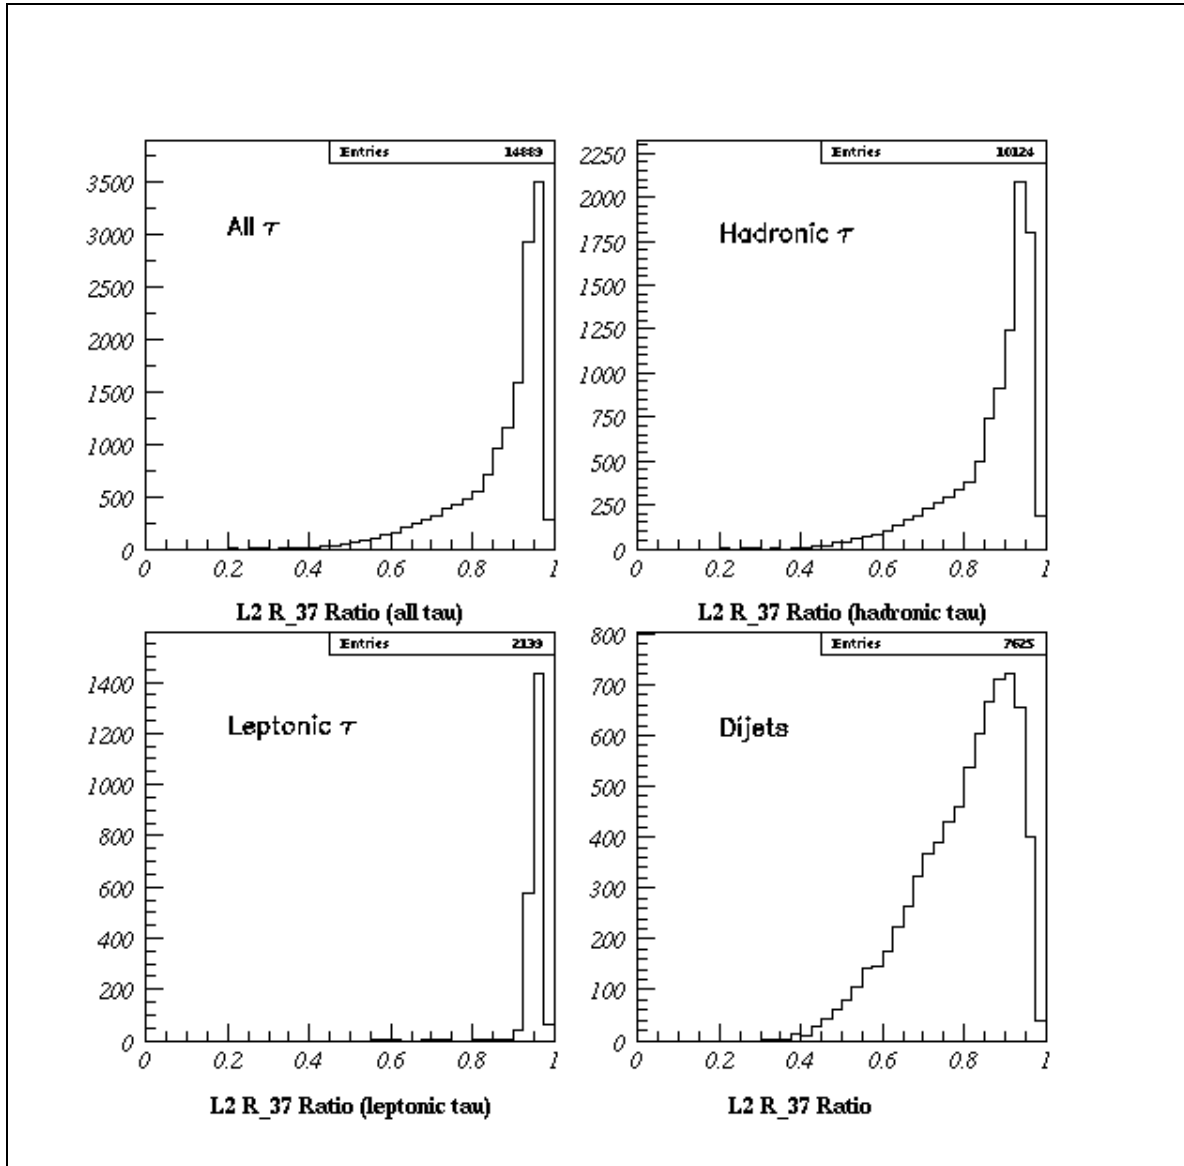 Entries 14889
All τ
3500
3000
2500
2000
1500
1000
500
0
0 0.2 0.4 0.6 0.8 1
L2 R_37 Ratio (all tau)
Entries 10124
Hadronic τ
2250
2000
1750
1500
1250
1000
750
500
250
0
0 0.2 0.4 0.6 0.8 1
L2 R_37 Ratio (hadronic tau)
Entries 2139
Leptonic τ
1400
1200
1000
800
600
400
200
0
0 0.2 0.4 0.6 0.8 1
L2 R_37 Ratio (leptonic tau)
Entries 7625
Dijets
800
700
600
500
400
300
200
100
0
0 0.2 0.4 0.6 0.8 1
L2 R_37 Ratio